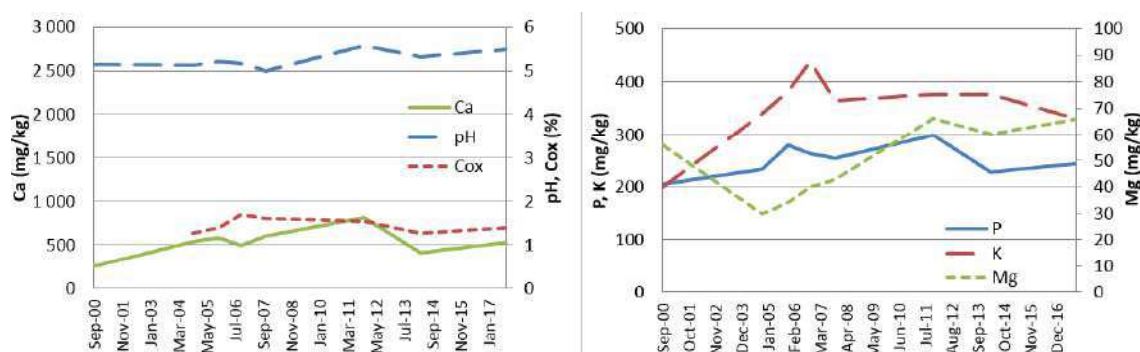 3 000
2 500
2 000
1 500
1 000
500
0
Ca (mg/kg)
6
5
4
3
2
1
0
pH, Cox (%)
Ca
pH
Cox
Sep-00
Nov-01
Jan-03
Mar-04
May-05
Jul-06
Sep-07
Nov-08
Jan-10
Mar-11
May-12
Jul-13
Sep-14
Nov-15
Jan-17
500
400
300
200
100
0
P, K (mg/kg)
100
90
80
70
60
50
40
30
20
10
0
Mg (mg/kg)
P
K
Mg
Sep-00
Oct-01
Nov-02
Dec-03
Jan-05
Feb-06
Mar-07
Apr-08
May-09
Jun-10
Jul-11
Aug-12
Sep-13
Oct-14
Nov-15
Dec-16